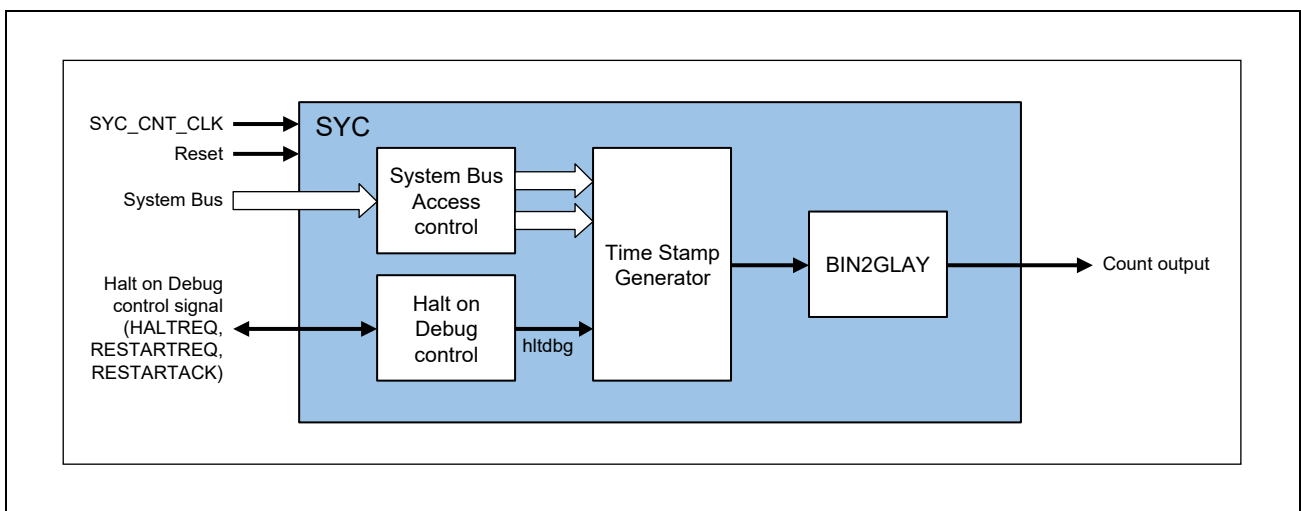 SYC_CNT_CLK
Reset
System Bus
Halt on Debug
control signal
(HALTREQ,
RESTARTREQ,
RESTARTACK)
SYC
System Bus
Access
control
Halt on
Debug
control
hltdbg
Time Stamp
Generator
BIN2GLAY
Count output